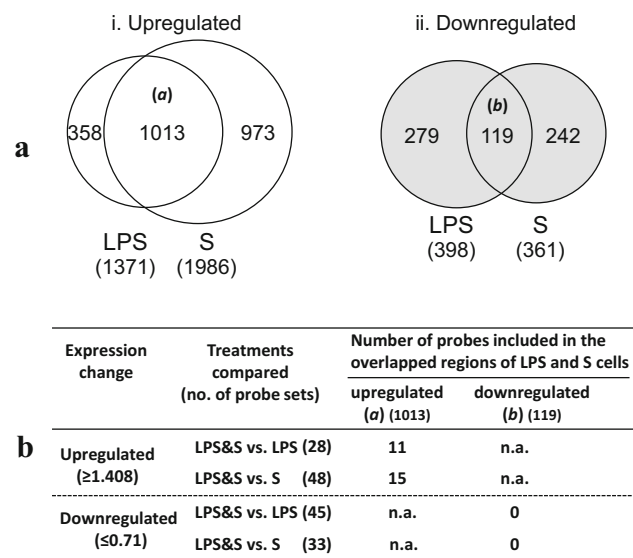 i. Upregulated
ii. Downregulated
a
(a)
358
1013
973
LPS
(1371)
S
(1986)
(b)
279
119
242
LPS
(398)
S
(361)
b
Expression change
Treatments compared (no. of probe sets)
Number of probes included in the overlapped regions of LPS and S cells
upregulated (a) (1013)
downregulated (b) (119)
Upregulated (≥1.408)
LPS&S vs. LPS (28) 11 n.a.
LPS&S vs. S (48) 15 n.a.
Downregulated (≤0.71)
LPS&S vs. LPS (45) n.a. 0
LPS&S vs. S (33) n.a. 0